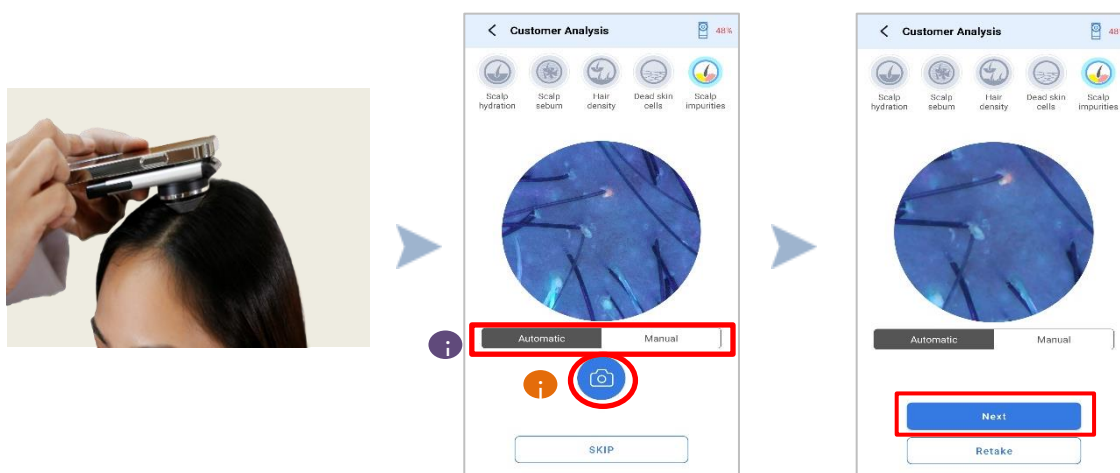 Customer Analysis
48%
Scalp hydration
Scalp sebum
Hair density
Dead skin cells
Scalp impurities
Automatic
Manual
i
i
SKIP
Customer Analysis
48
Scalp hydration
Scalp sebum
Hair density
Dead skin cells
Scalp impurities
Automatic
Manual
Next
Retake